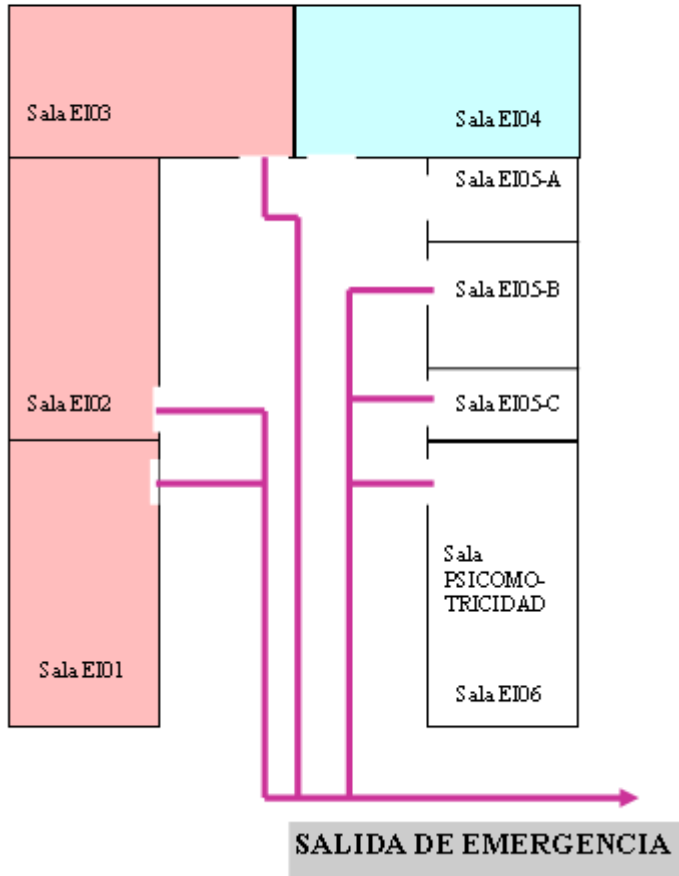 Sala EI03
Sala EI04
Sala EI05-A
Sala EI05-B
Sala EI02
Sala EI05-C
Sala
PSICOMO-
TRICIDAD
Sala EI01
Sala EI06
SALIDA DE EMERGENCIA